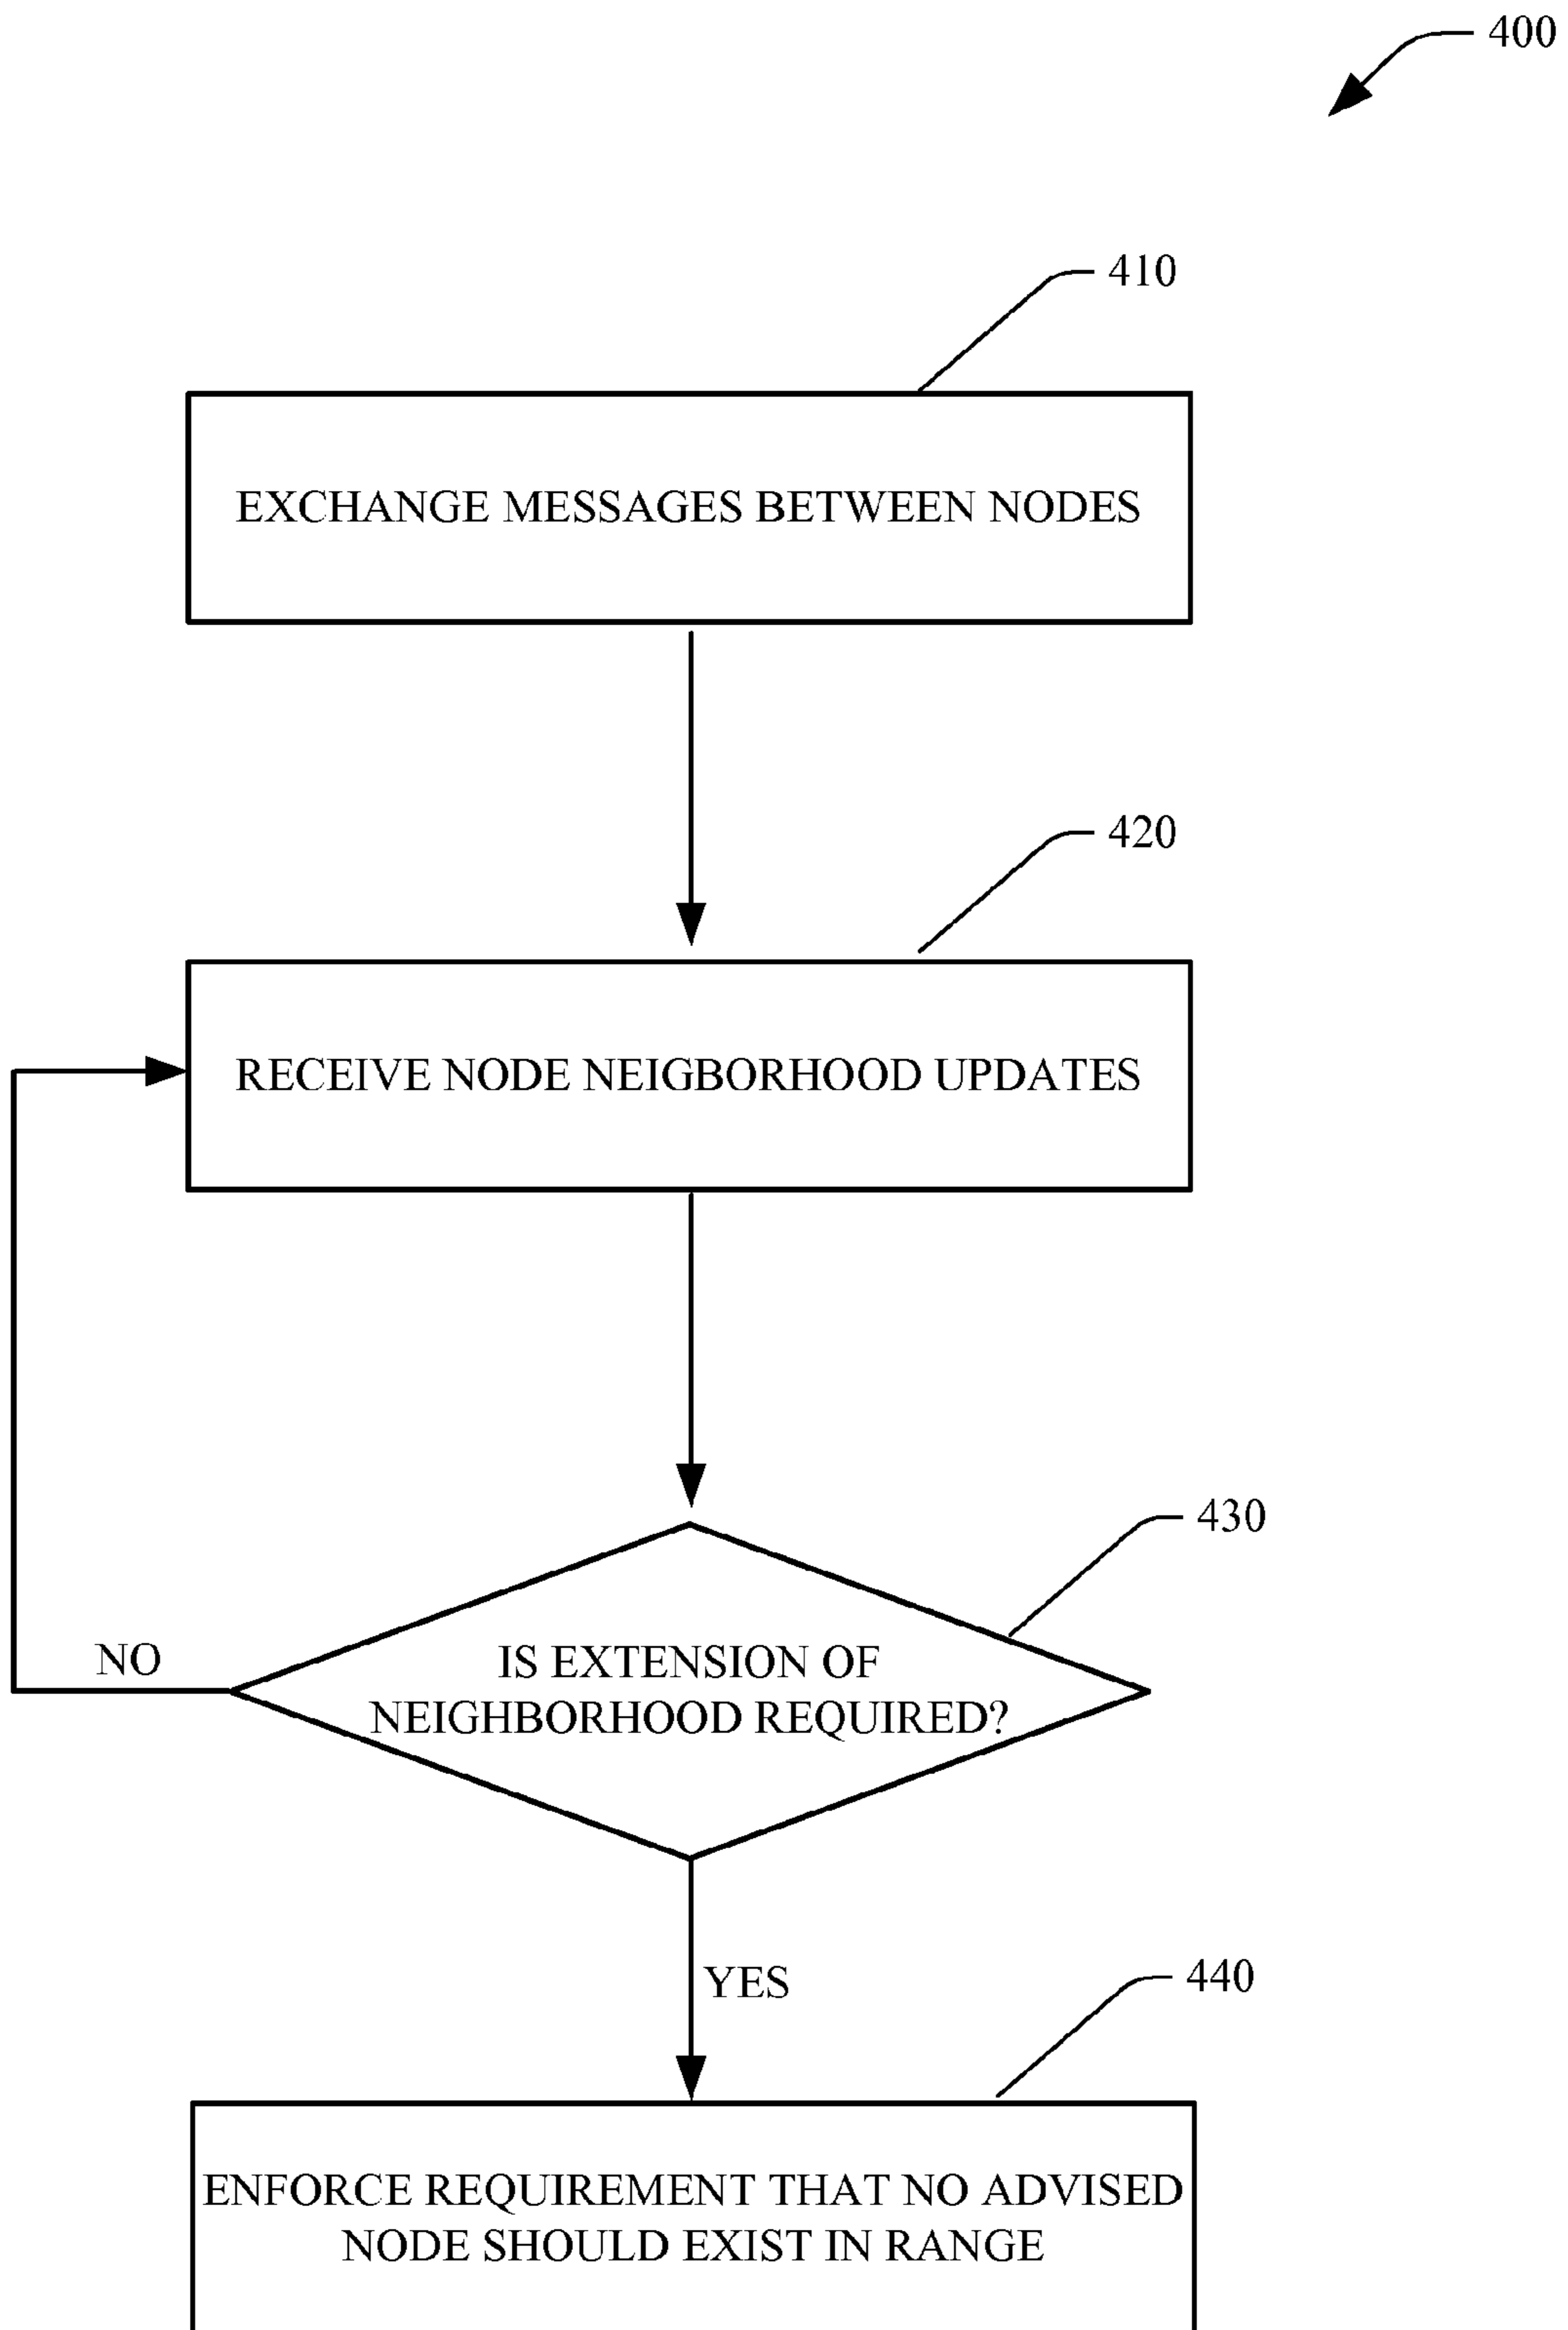 400
410
EXCHANGE MESSAGES BETWEEN NODES
420
RECEIVE NODE NEIGBORHOOD UPDATES
430
NO
IS EXTENSION OF
NEIGHBORHOOD REQUIRED?
YES
440
ENFORCE REQUIREMENT THAT NO ADVISED
NODE SHOULD EXIST IN RANGE